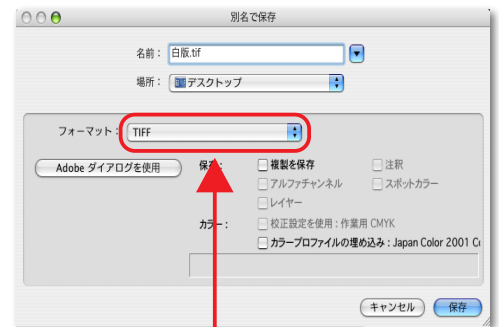 別名で保存
名前： 白版.tif
場所： デスクトップ
フォーマット： TIFF
Adobe ダイアログを使用
保存： 複製を保存 注釈
アルファチャンネル スポットカラー
レイヤー
カラー： 校正設定を使用 : 作業用 CMYK
カラープロファイルの埋め込み : Japan Color 2001 Co
キャンセル 保存